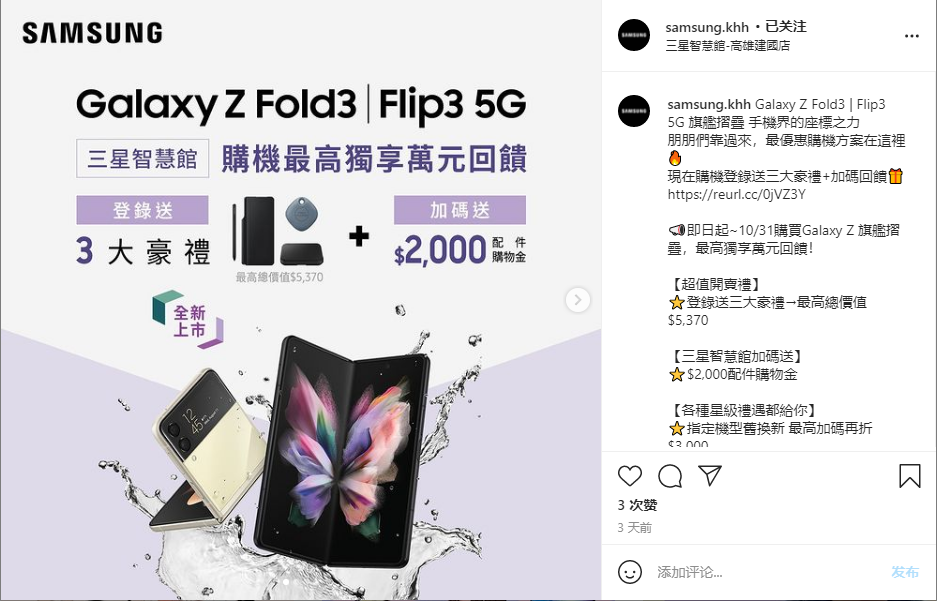 SAMSUNG
Galaxy Z Fold3 | Flip3 5G
三星智慧館 購機最高獨享萬元回饋
登錄送
3 大豪禮
最高總價值$5,370
+
加碼送
$2,000 配件購物金
全新
上市
12
45
samsung.khh • 已关注
三星智慧館-高雄建國店
samsung.khh Galaxy Z Fold3 | Flip3
5G 旗艦摺疊 手機界的座標之力
朋朋們靠過來，最優惠購機方案在這裡
🔥
現在購機登錄送三大豪禮+加碼回饋🎁
https://reurl.cc/0jVZ3Y
📢即日起~10/31購買Galaxy Z 旗艦摺
疊，最高獨享萬元回饋！
【超值開賣禮】
⭐登錄送三大豪禮→最高總價值
$5,370
【三星智慧館加碼送】
⭐$2,000配件購物金
【各種星級禮遇都給你】
⭐指定機型舊換新 最高加碼再折
$3,000
3 次赞
3 天前
添加评论...
发布